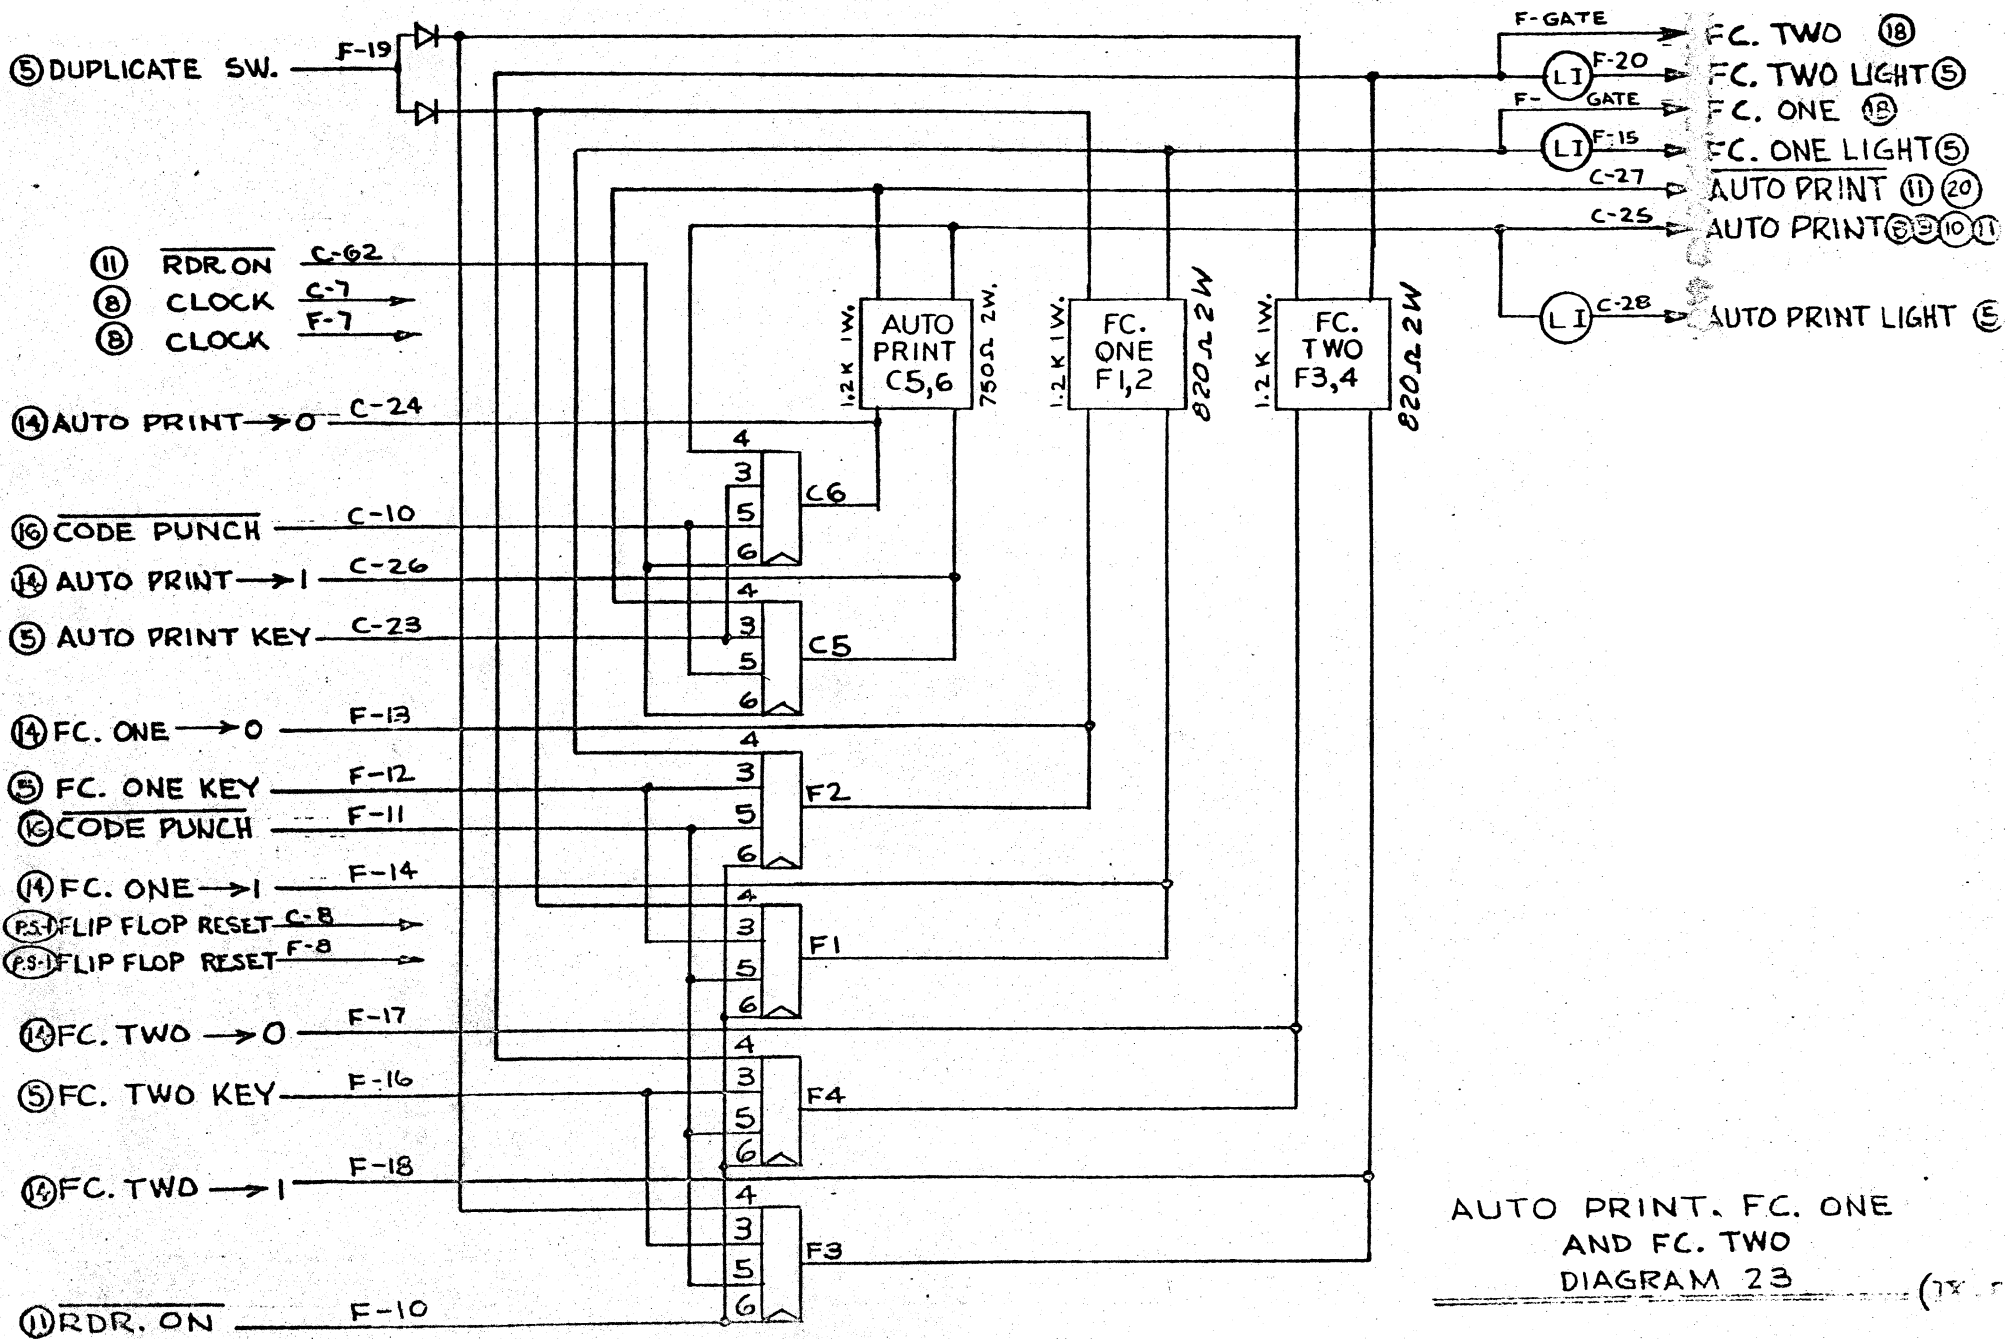 ⑤ DUPLICATE SW. F-19
F-GATE FC. TWO ⑱
LI F-20 FC. TWO LIGHT ⑤
F- GATE FC. ONE ⑱
LI F-15 FC. ONE LIGHT ⑤
C-27 AUTO PRINT ⑪ ⑳
C-25 AUTO PRINT ⑩ ⑪
LI C-28 AUTO PRINT LIGHT ⑤
⑪ RDR. ON C-62
⑧ CLOCK C-7
⑧ CLOCK F-7
1.2K 1W.
AUTO
PRINT
C5,6
750Ω 2W.
1.2K 1W.
FC.
ONE
F1,2
820Ω 2W
1.2K 1W.
FC.
TWO
F3,4
820Ω 2W
⑭ AUTO PRINT → 0 C-24
⑯ CODE PUNCH C-10
⑭ AUTO PRINT → 1 C-26
⑤ AUTO PRINT KEY C-23
⑭ FC. ONE → 0 F-13
⑤ FC. ONE KEY F-12
⑯ CODE PUNCH F-11
⑭ FC. ONE → 1 F-14
P.S-1 FLIP FLOP RESET C-8
P.S-1 FLIP FLOP RESET F-8
⑭ FC. TWO → 0 F-17
⑤ FC. TWO KEY F-16
⑭ FC. TWO → 1 F-18
⑪ RDR. ON F-10
4
3
5
6
C6
4
3
5
6
C5
4
3
5
6
F2
4
3
5
6
F1
4
3
5
6
F4
4
3
5
6
F3
AUTO PRINT. FC. ONE
AND FC. TWO
DIAGRAM 23